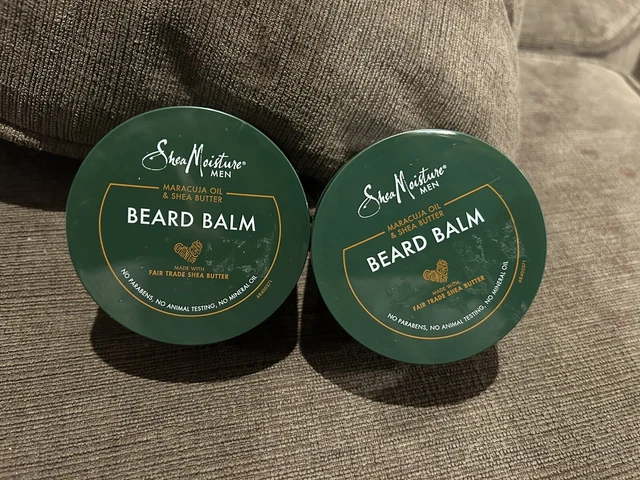 SheaMoisture®
MEN
MARACUJA OIL
& SHEA BUTTER
BEARD BALM
MADE WITH
FAIR TRADE SHEA BUTTER
NO PARABENS, NO ANIMAL TESTING, NO MINERAL OIL
SheaMoisture®
MEN
MARACUJA OIL
& SHEA BUTTER
BEARD BALM
MADE WITH
FAIR TRADE SHEA BUTTER
NO PARABENS, NO ANIMAL TESTING, NO MINERAL OIL